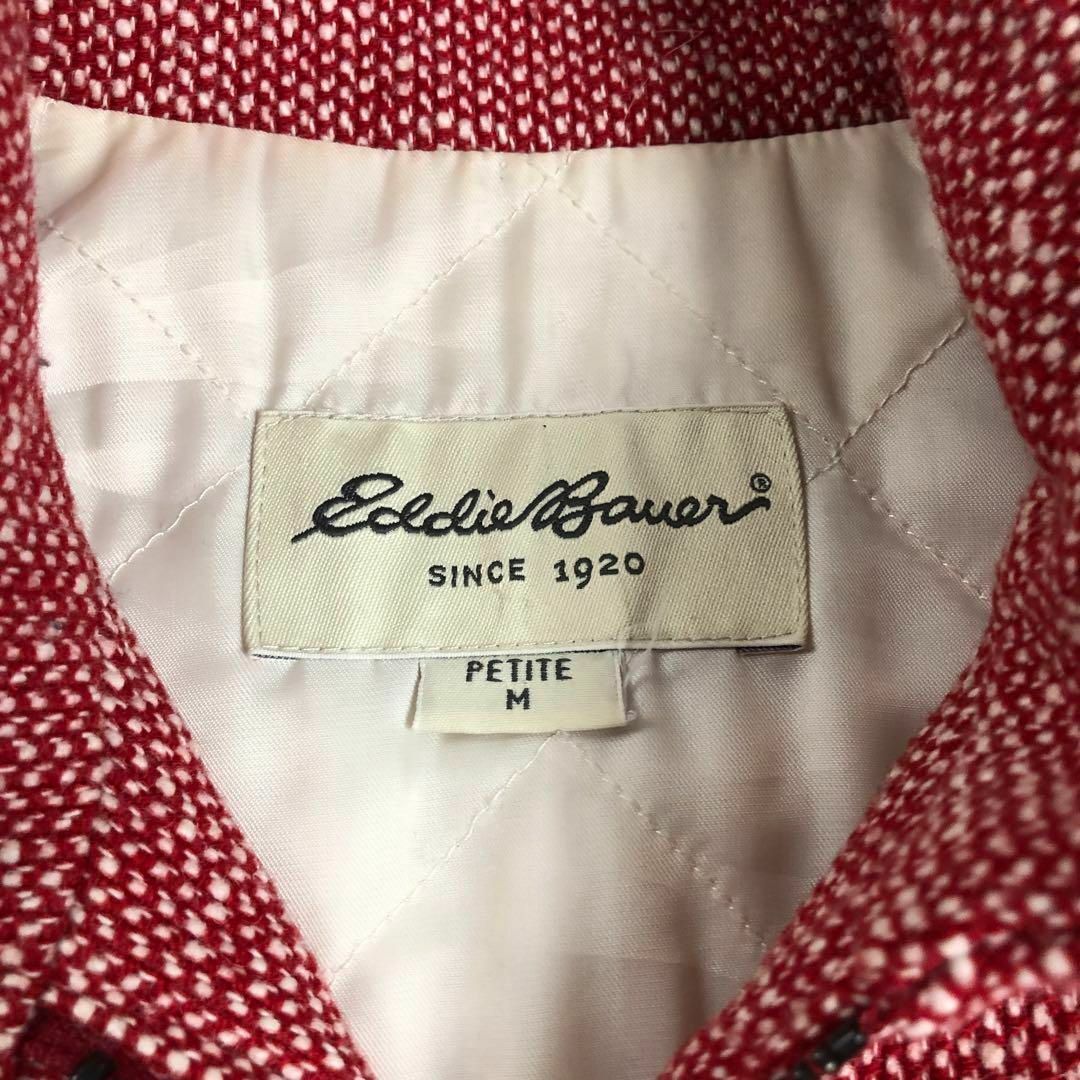 Eddie Bauer®
SINCE 1920
PETITE
M